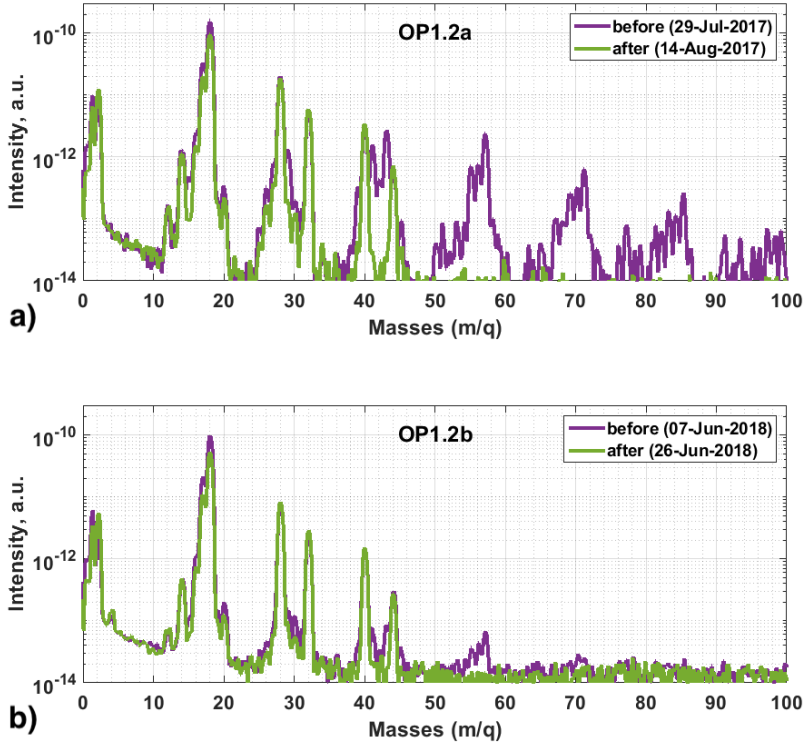 OP1.2a
before (29-Jul-2017)
after (14-Aug-2017)
Intensity, a.u.
10⁻¹⁰
10⁻¹²
10⁻¹⁴
0 10 20 30 40 50 60 70 80 90 100
Masses (m/q)
a)
OP1.2b
before (07-Jun-2018)
after (26-Jun-2018)
Intensity, a.u.
10⁻¹⁰
10⁻¹²
10⁻¹⁴
0 10 20 30 40 50 60 70 80 90 100
Masses (m/q)
b)